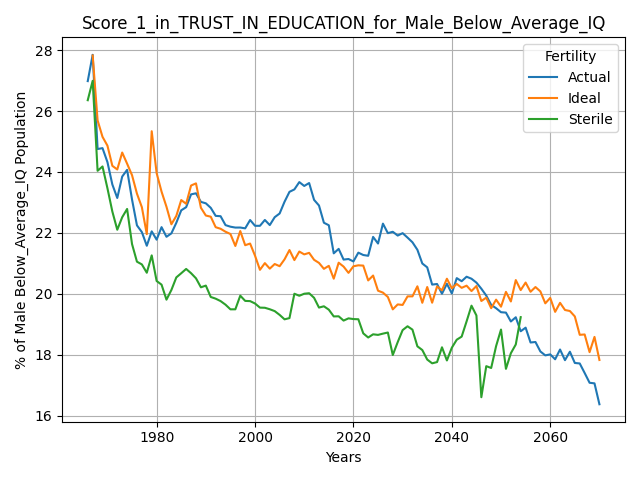 Score_1_in_TRUST_IN_EDUCATION_for_Male_Below_Average_IQ
Fertility
Actual
Ideal
Sterile
% of Male Below_Average_IQ Population
28
26
24
22
20
18
16
1980
2000
2020
2040
2060
Years